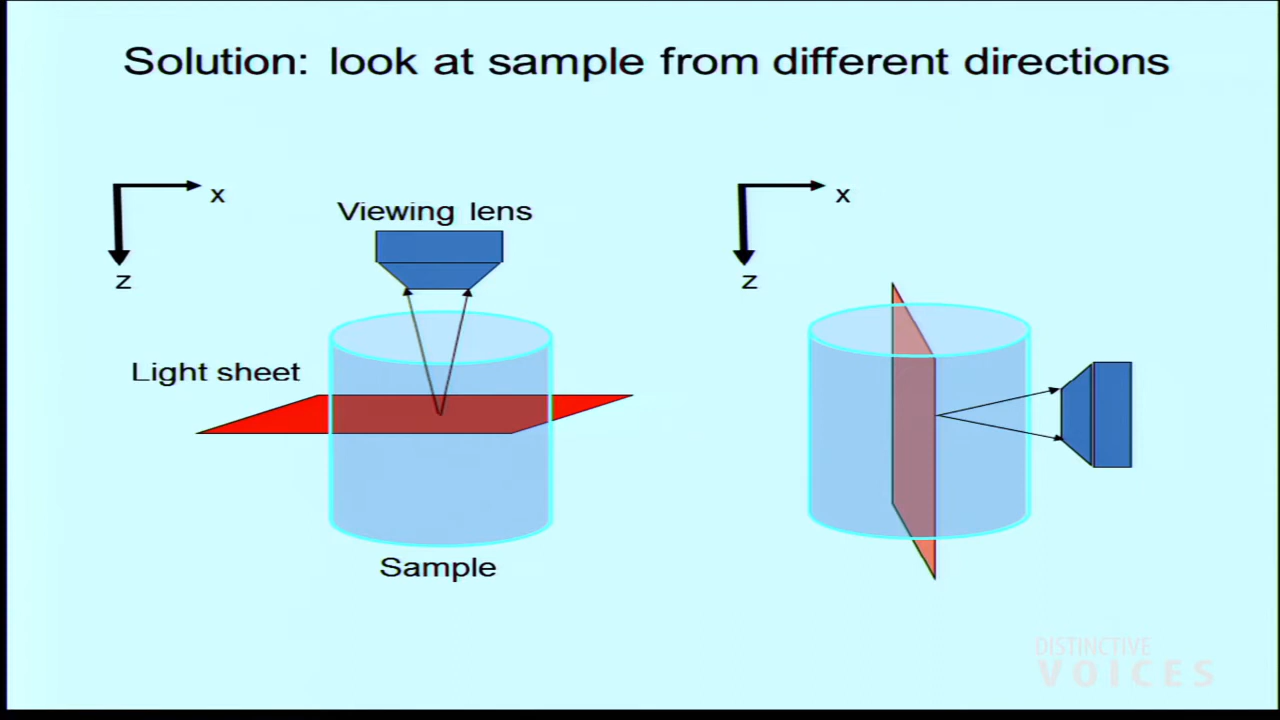 Solution: look at sample from different directions
x
z
Viewing lens
Light sheet
Sample
x
z
DISTINCTIVE
VOICES